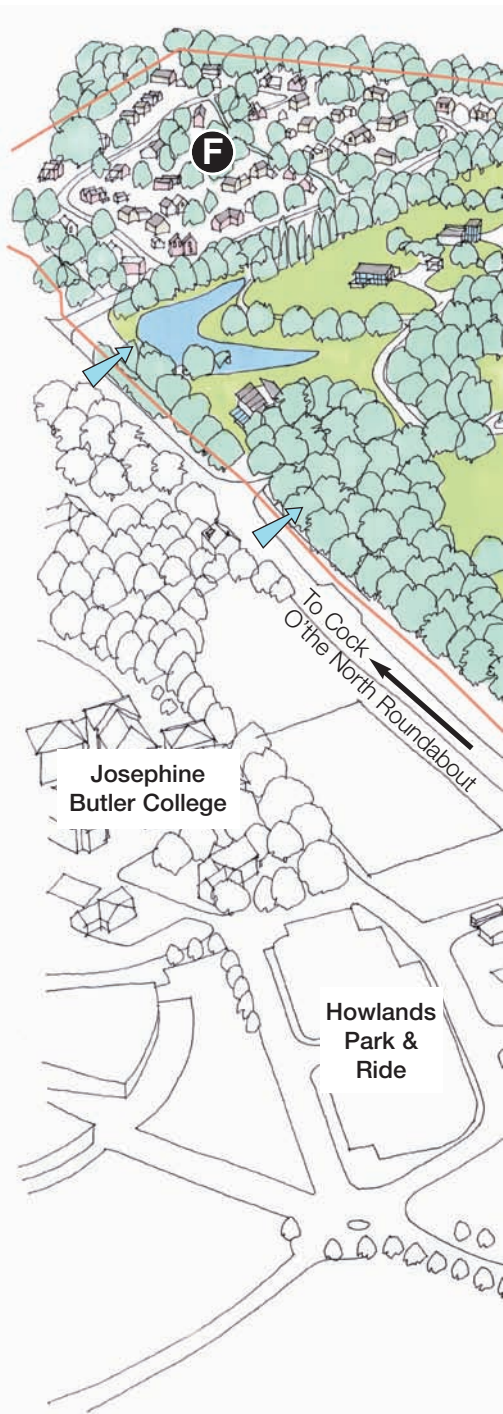 F
To Cock
O'the North Roundabout
Josephine
Butler College
Howlands
Park &
Ride